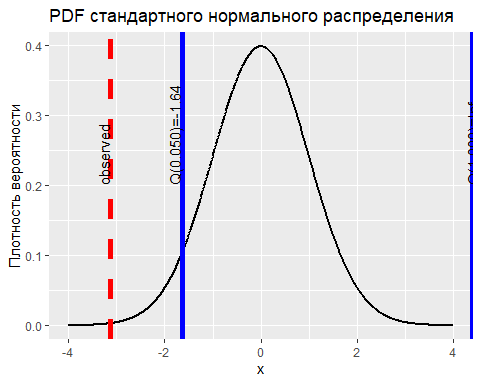 PDF стандартного нормального распределения
Плотность вероятности
0.4
0.3
0.2
0.1
0.0
observed
Q(0.050)=-1.64
-4
-2
0
2
4
x